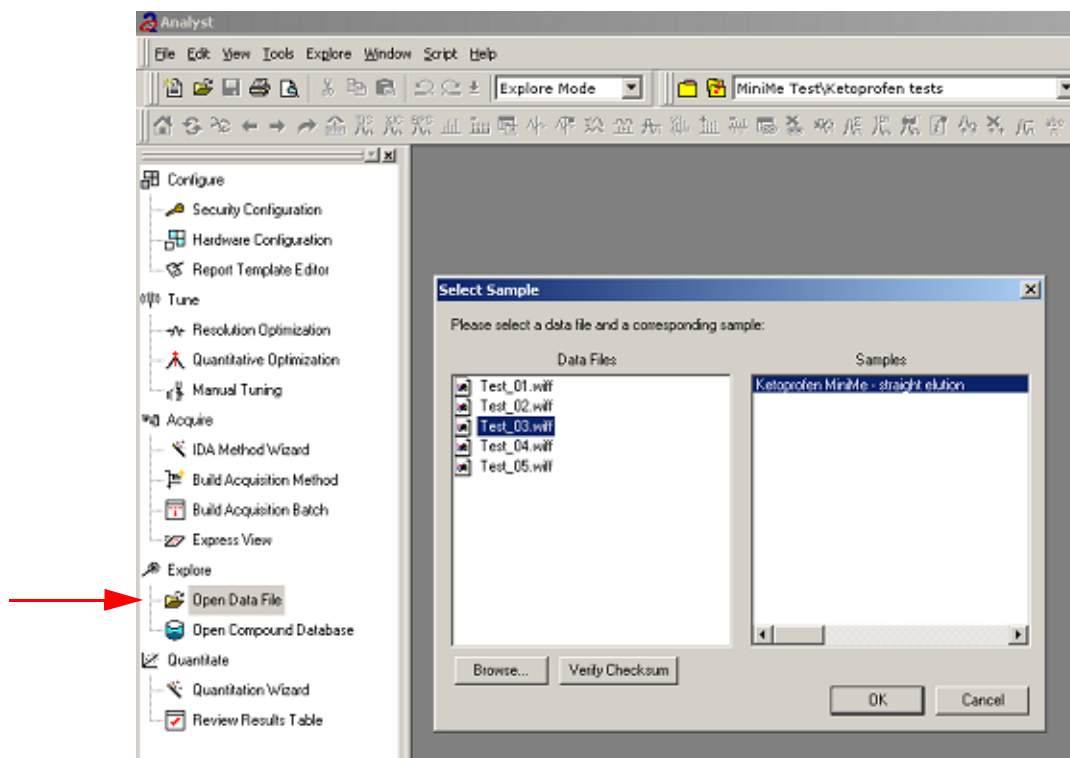 Analyst
File Edit View Tools Explore Window Script Help
Explore Mode
MiniMe Test\Ketoprofen tests
Configure
Security Configuration
Hardware Configuration
Report Template Editor
Tune
Resolution Optimization
Quantitative Optimization
Manual Tuning
Acquire
IDA Method Wizard
Build Acquisition Method
Build Acquisition Batch
Express View
Explore
Open Data File
Open Compound Database
Quantitate
Quantitation Wizard
Review Results Table
Select Sample
Please select a data file and a corresponding sample:
Data Files
Test_01.wiff
Test_02.wiff
Test_03.wiff
Test_04.wiff
Test_05.wiff
Samples
Ketoprofen MiniMe - straight elution
Browse...
Verify Checksum
OK
Cancel